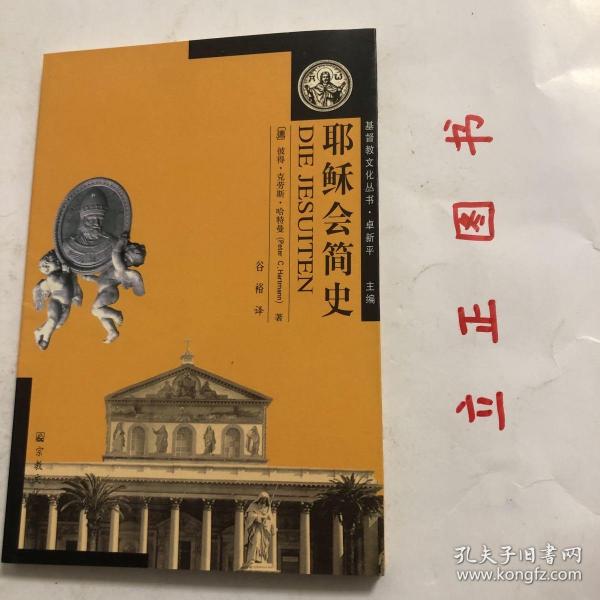 基督教文化丛书·卓新平 主编
耶稣会简史
DIE JESUITEN
[德] 彼得·克劳斯·哈特曼 (Peter C. Hartmann) 著
谷裕 译
宗教文
立正图书
孔夫子旧书网
www.kongfz.com